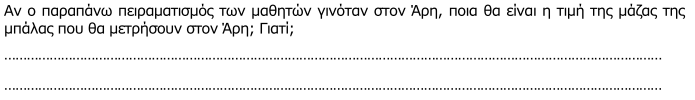 Αν ο παραπάνω πειραματισμός των μαθητών γινόταν στον Άρη, ποια θα είναι η τιμή της μάζας της
μπάλας που θα μετρήσουν στον Άρη; Γιατί;
................................................................................................................................................................
................................................................................................................................................................